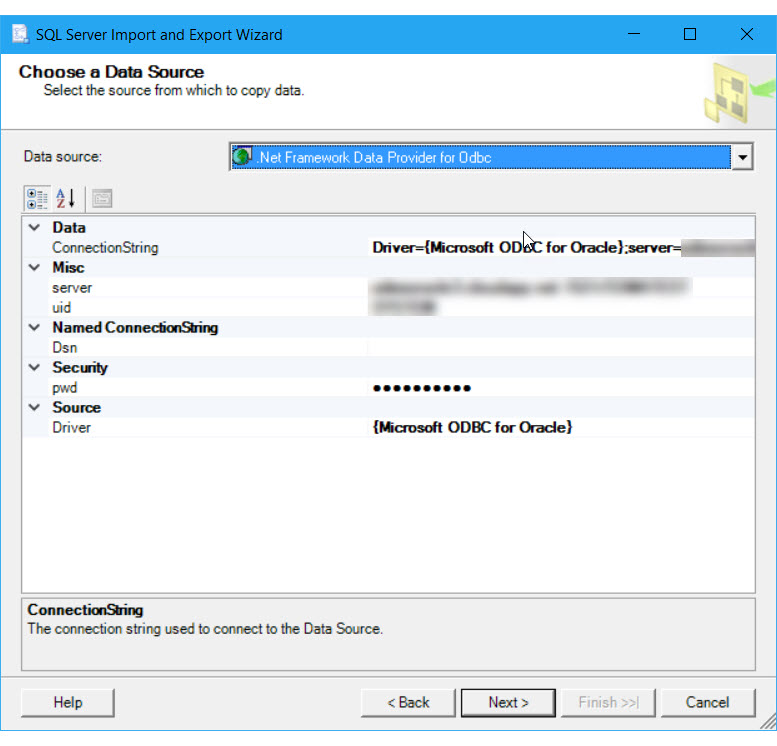 SQL Server Import and Export Wizard
Choose a Data Source
Select the source from which to copy data.
Data source: .Net Framework Data Provider for Odbc
Data
ConnectionString Driver={Microsoft ODBC for Oracle};server=
Misc
server
uid
Named ConnectionString
Dsn
Security
pwd ●●●●●●●●●●
Source
Driver {Microsoft ODBC for Oracle}
ConnectionString
The connection string used to connect to the Data Source.
Help < Back Next > Finish >>| Cancel